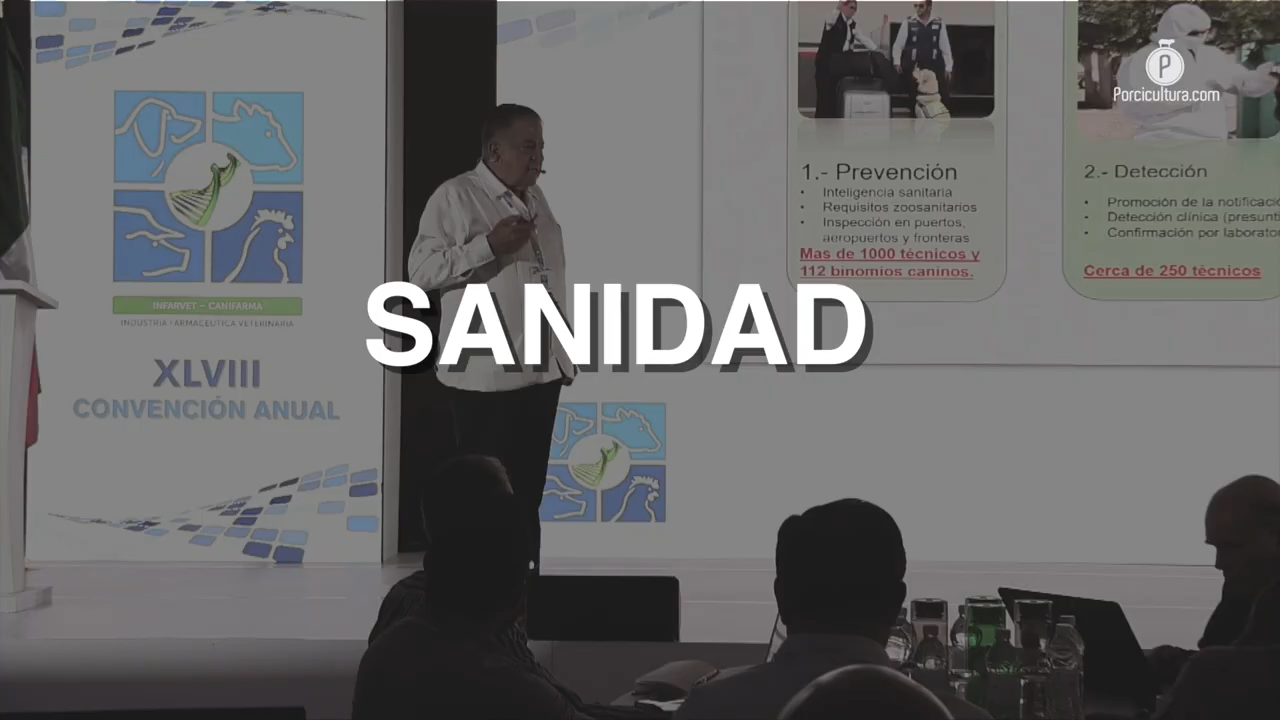 P
Porcicultura.com
1.- Prevención
• Inteligencia sanitaria
• Requisitos zoosanitarios
• Inspección en puertos,
aeropuertos y fronteras
Mas de 1000 técnicos y
112 binomios caninos.
2.- Detección
• Promoción de la notificació
• Detección clínica (presunti
• Confirmación por laborato
Cerca de 250 técnicos
SANIDAD
INFARVET – CANIFARMA
INDUSTRIA FARMACÉUTICA VETERINARIA
XLVIII
CONVENCIÓN ANUAL